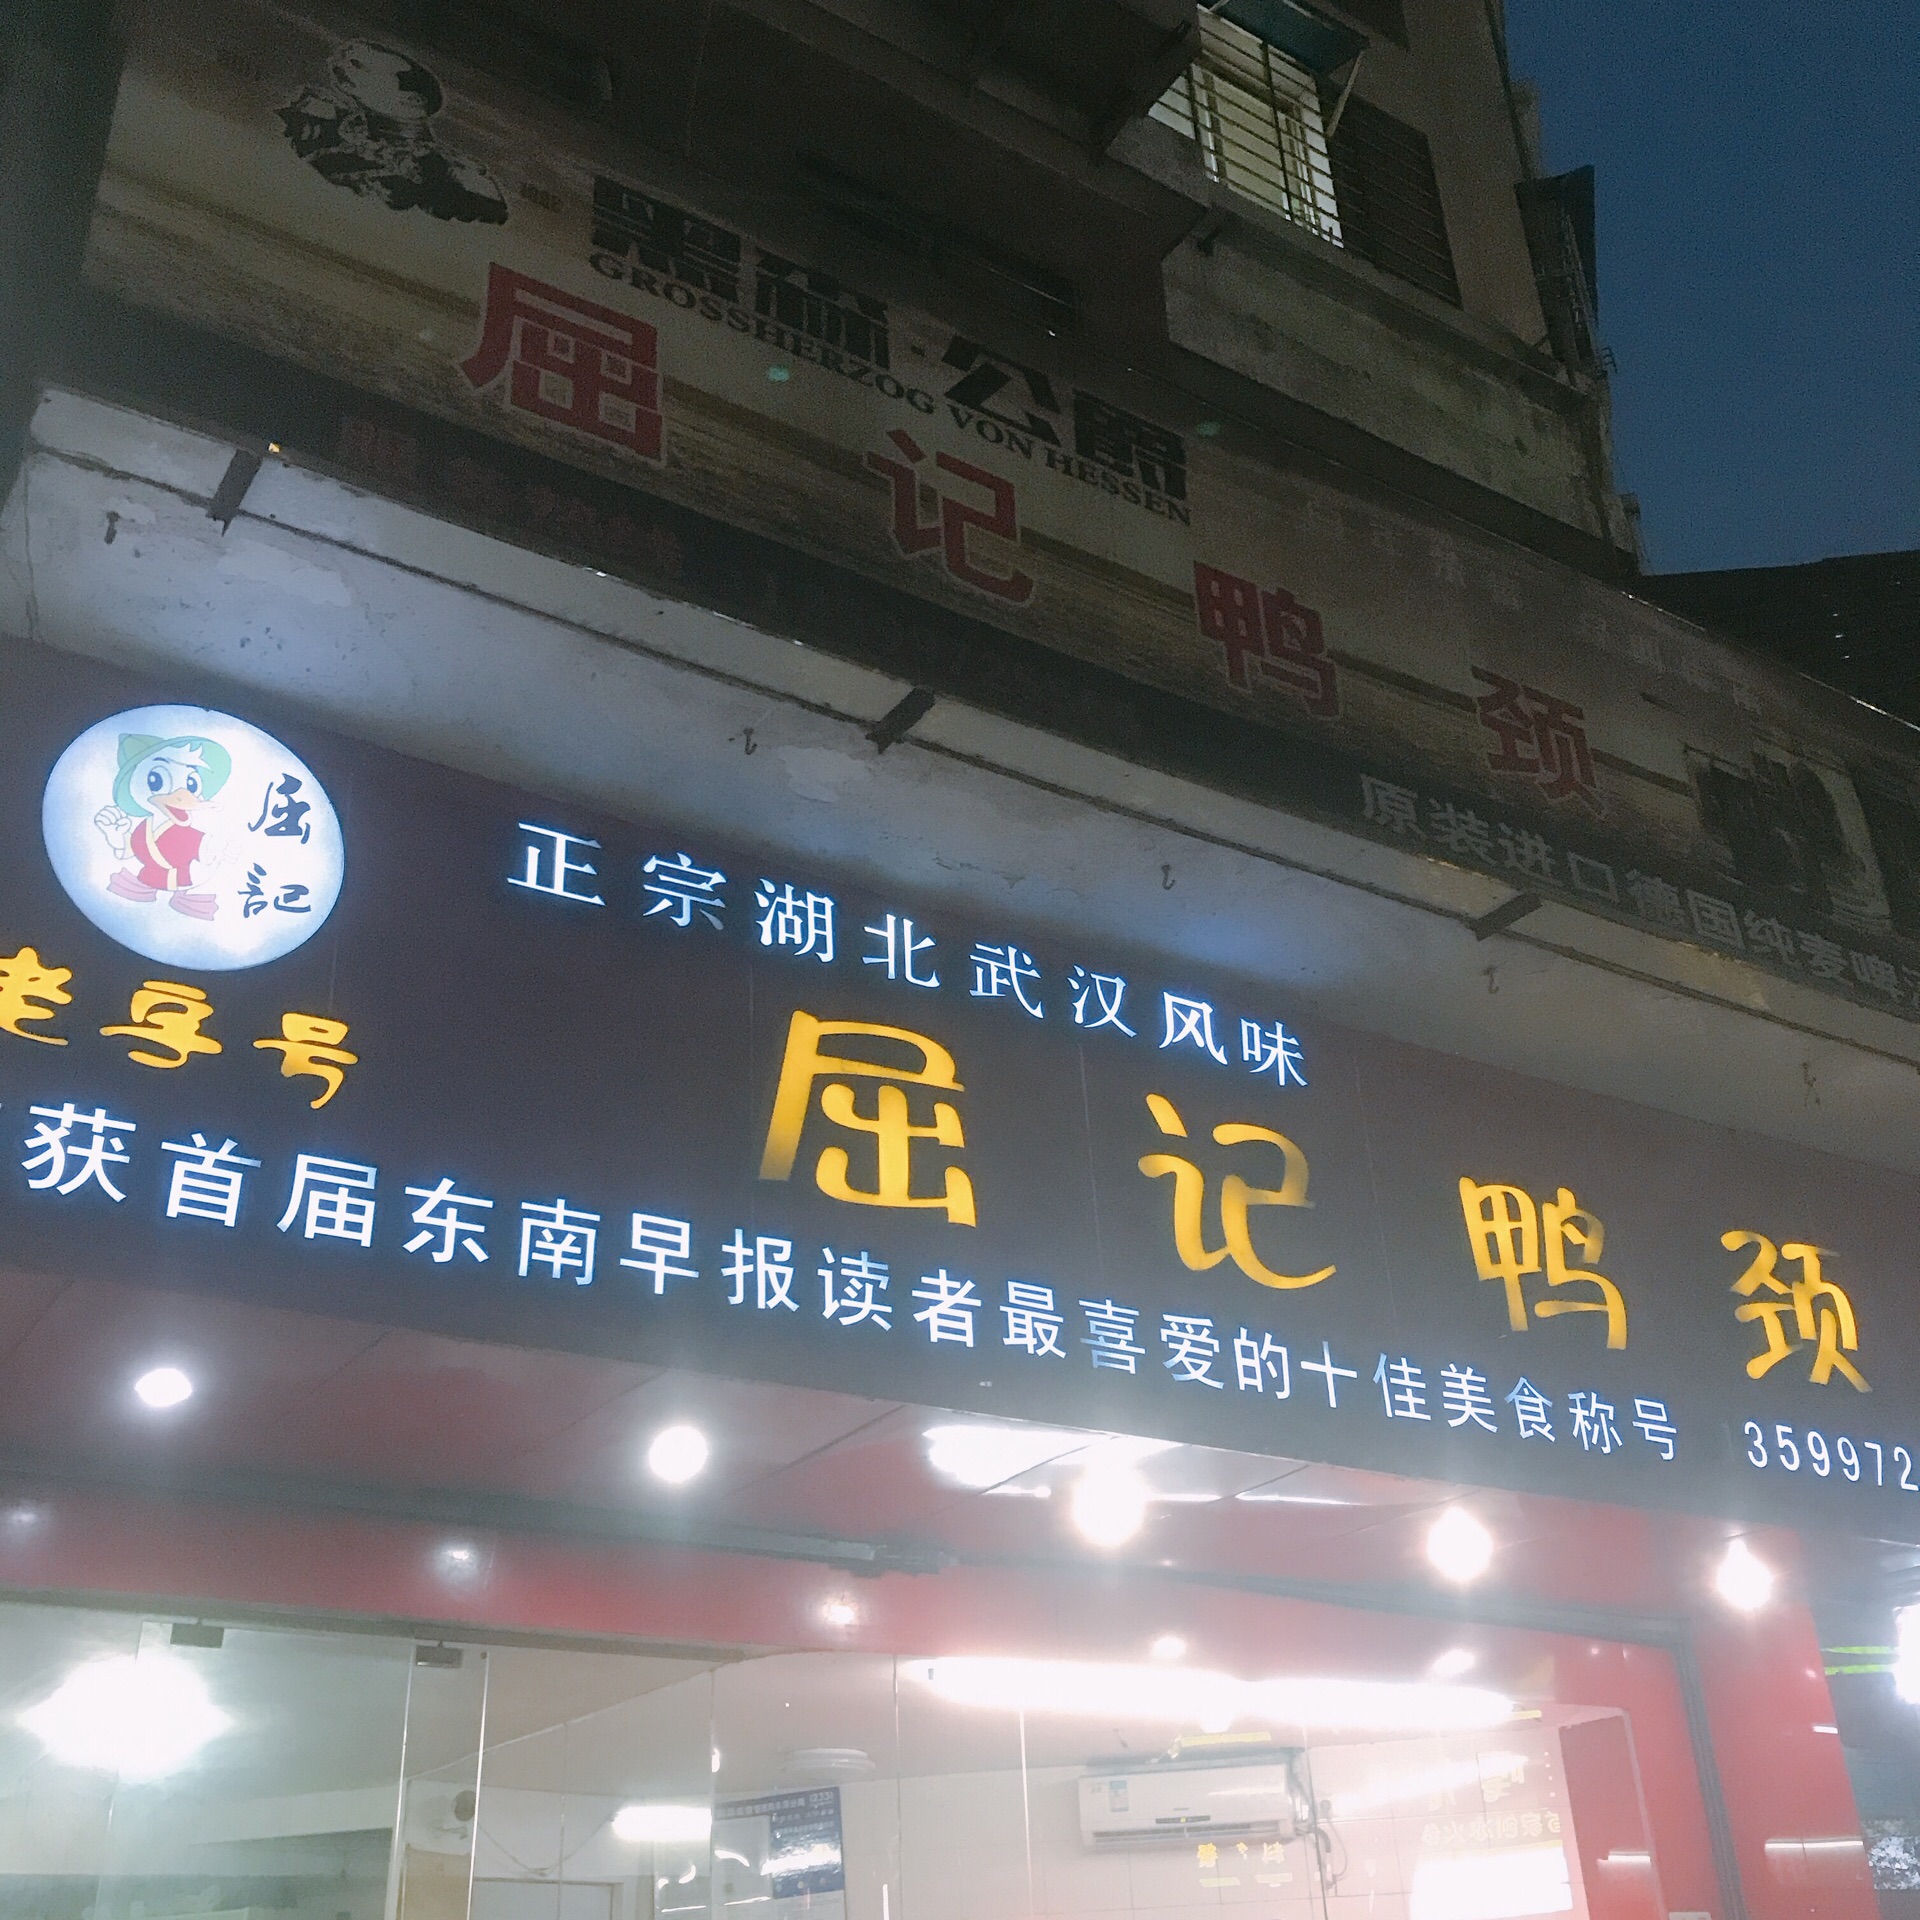 黑森·公爵
GROSSHERZOG VON HESSEN
屈记鸭颈
原装进口德国纯麦啤
屈記
正宗湖北武汉风味
老字号
屈记鸭颈
获首届东南早报读者最喜爱的十佳美食称号 359972